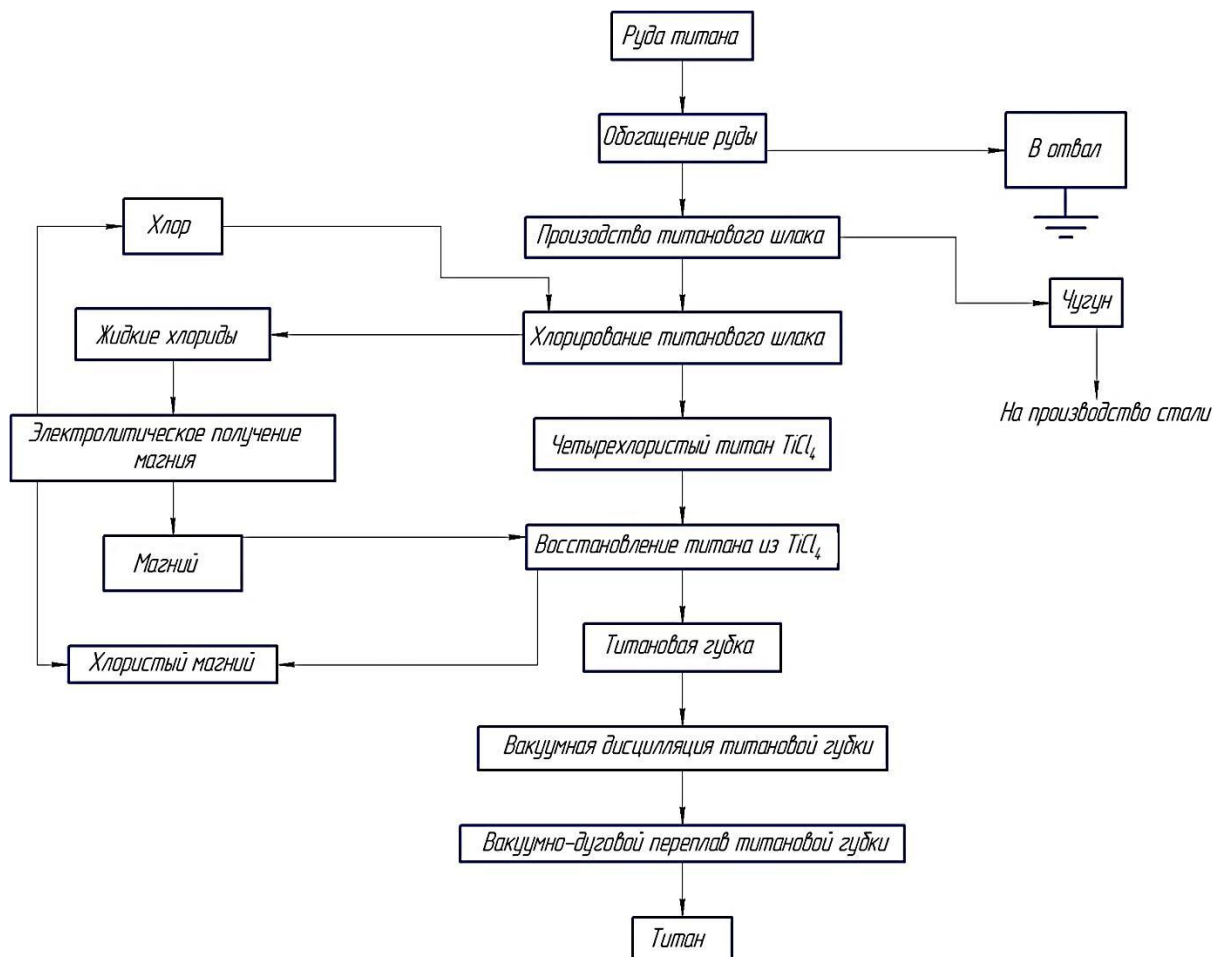 Руда титана
Обогащение руды
В отвал
Хлор
Произодство титанового шлака
Чугун
Жидкие хлориды
Хлорирование титанового шлака
На производство стали
Электролитическое получение
магния
Четырехлористый титан TiCl₄
Магний
Восстановление титана из TiCl₄
Титановая губка
Хлористый магний
Вакуумная дисцилляция титановой губки
Вакуумно-дуговой переплав титановой губки
Титан